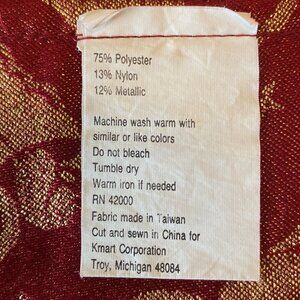 75% Polyester
13% Nylon
12% Metallic
Machine wash warm with
similar or like colors
Do not bleach
Tumble dry
Warm iron if needed
RN 42000
Fabric made in Taiwan
Cut and sewn in China for
Kmart Corporation
Troy, Michigan 48084